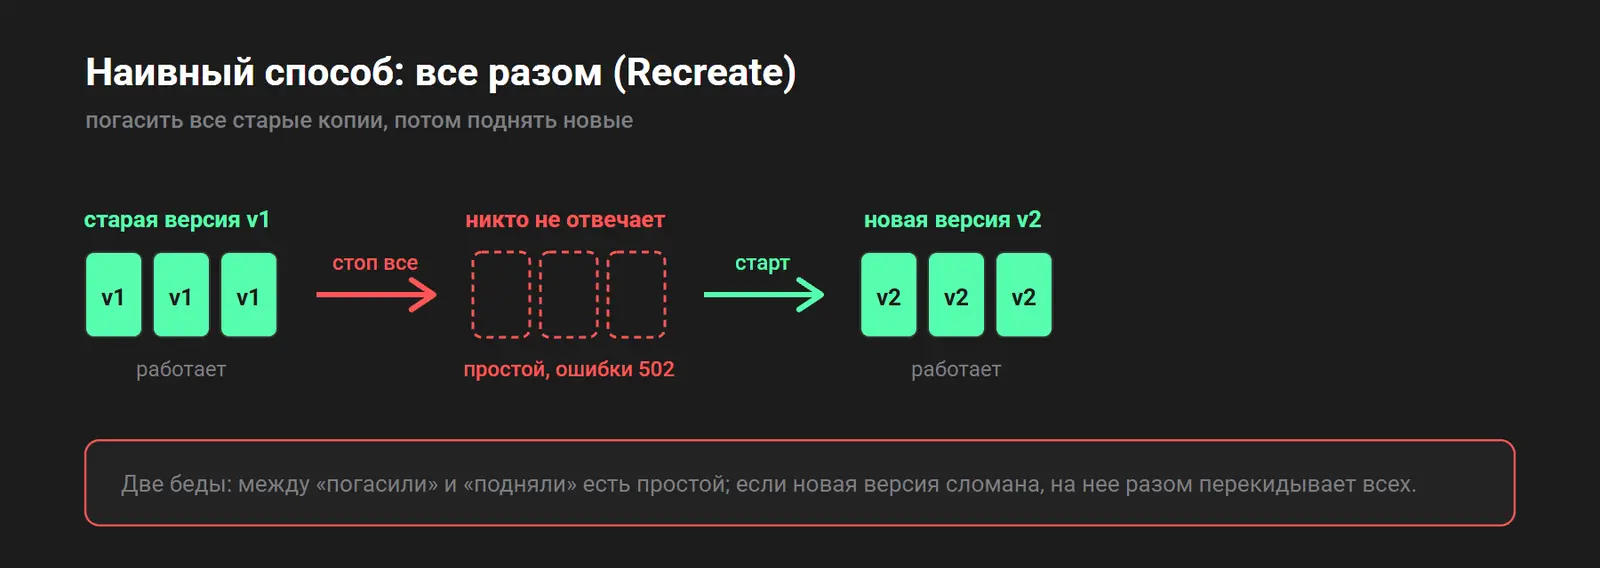 Наивный способ: все разом (Recreate)
погасить все старые копии, потом поднять новые
старая версия v1
никто не отвечает
новая версия v2
стоп все
старт
v1 v1 v1
v2 v2 v2
работает
простой, ошибки 502
работает
Две беды: между «погасили» и «подняли» есть простой; если новая версия сломана, на нее разом перекидывает всех.